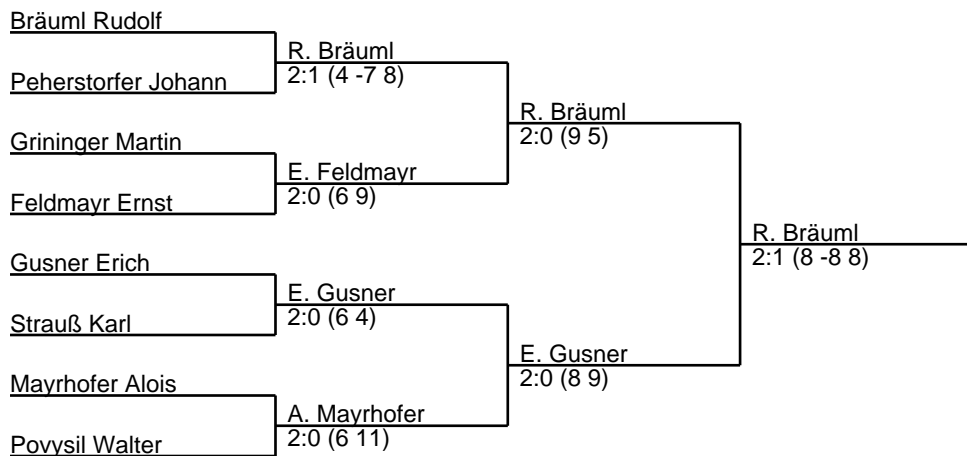 Bräuml Rudolf
R. Bräuml
2:1 (4 -7 8)
Peherstorfer Johann
R. Bräuml
2:0 (9 5)
Grininger Martin
E. Feldmayr
2:0 (6 9)
Feldmayr Ernst
R. Bräuml
2:1 (8 -8 8)
Gusner Erich
E. Gusner
2:0 (6 4)
Strauß Karl
E. Gusner
2:0 (8 9)
Mayrhofer Alois
A. Mayrhofer
2:0 (6 11)
Povysil Walter